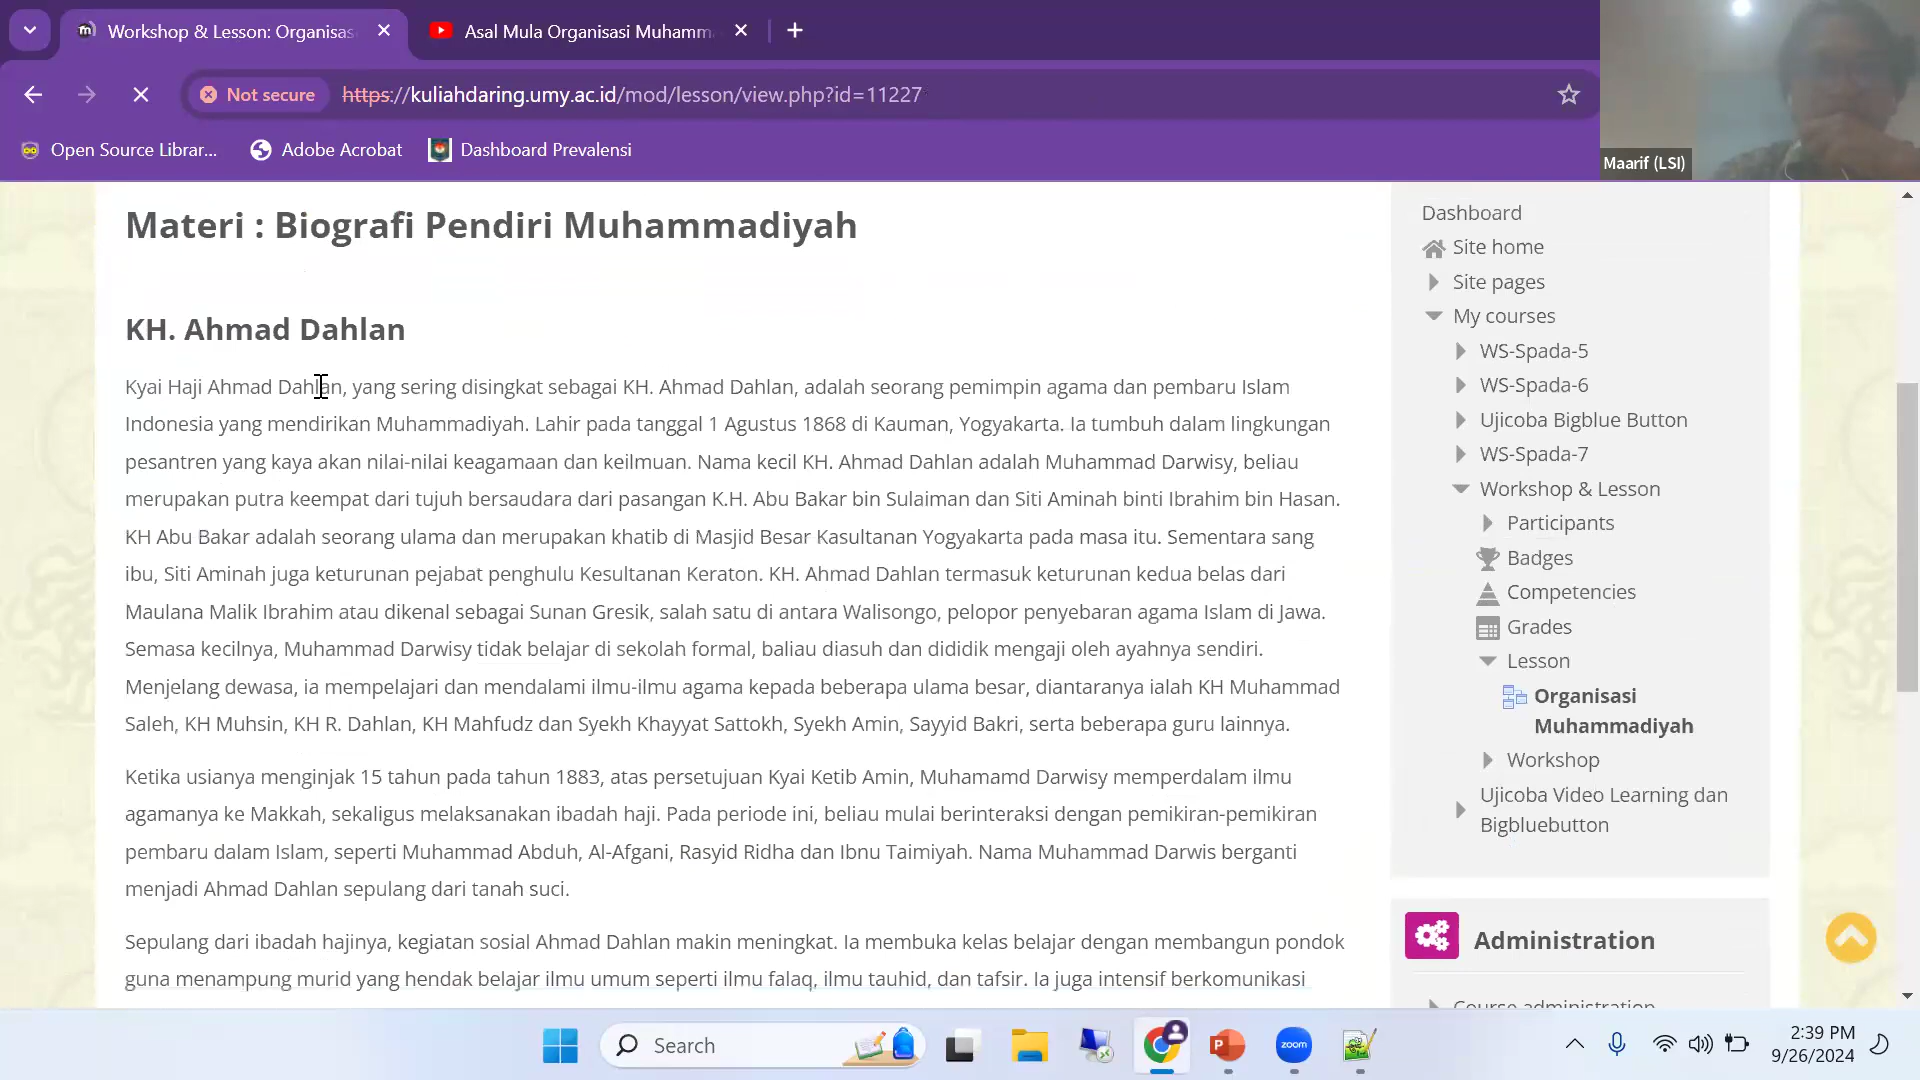 Workshop & Lesson: Organisas
Asal Mula Organisasi Muhamm
Not secure
https://kuliahdaring.umy.ac.id/mod/lesson/view.php?id=11227
Open Source Librar...
Adobe Acrobat
Dashboard Prevalensi
Maarif (LSI)
Materi : Biografi Pendiri Muhammadiyah
KH. Ahmad Dahlan
Kyai Haji Ahmad Dahlan, yang sering disingkat sebagai KH. Ahmad Dahlan, adalah seorang pemimpin agama dan pembaru Islam
Indonesia yang mendirikan Muhammadiyah. Lahir pada tanggal 1 Agustus 1868 di Kauman, Yogyakarta. Ia tumbuh dalam lingkungan
pesantren yang kaya akan nilai-nilai keagamaan dan keilmuan. Nama kecil KH. Ahmad Dahlan adalah Muhammad Darwisy, beliau
merupakan putra keempat dari tujuh bersaudara dari pasangan K.H. Abu Bakar bin Sulaiman dan Siti Aminah binti Ibrahim bin Hasan.
KH Abu Bakar adalah seorang ulama dan merupakan khatib di Masjid Besar Kasultanan Yogyakarta pada masa itu. Sementara sang
ibu, Siti Aminah juga keturunan pejabat penghulu Kesultanan Keraton. KH. Ahmad Dahlan termasuk keturunan kedua belas dari
Maulana Malik Ibrahim atau dikenal sebagai Sunan Gresik, salah satu di antara Walisongo, pelopor penyebaran agama Islam di Jawa.
Semasa kecilnya, Muhammad Darwisy tidak belajar di sekolah formal, baliau diasuh dan dididik mengaji oleh ayahnya sendiri.
Menjelang dewasa, ia mempelajari dan mendalami ilmu-ilmu agama kepada beberapa ulama besar, diantaranya ialah KH Muhammad
Saleh, KH Muhsin, KH R. Dahlan, KH Mahfudz dan Syekh Khayyat Sattokh, Syekh Amin, Sayyid Bakri, serta beberapa guru lainnya.
Ketika usianya menginjak 15 tahun pada tahun 1883, atas persetujuan Kyai Ketib Amin, Muhamamd Darwisy memperdalam ilmu
agamanya ke Makkah, sekaligus melaksanakan ibadah haji. Pada periode ini, beliau mulai berinteraksi dengan pemikiran-pemikiran
pembaru dalam Islam, seperti Muhammad Abduh, Al-Afgani, Rasyid Ridha dan Ibnu Taimiyah. Nama Muhammad Darwis berganti
menjadi Ahmad Dahlan sepulang dari tanah suci.
Sepulang dari ibadah hajinya, kegiatan sosial Ahmad Dahlan makin meningkat. Ia membuka kelas belajar dengan membangun pondok
guna menampung murid yang hendak belajar ilmu umum seperti ilmu falaq, ilmu tauhid, dan tafsir. Ia juga intensif berkomunikasi
Dashboard
Site home
Site pages
My courses
WS-Spada-5
WS-Spada-6
Ujicoba Bigblue Button
WS-Spada-7
Workshop & Lesson
Participants
Badges
Competencies
Grades
Lesson
Organisasi
Muhammadiyah
Workshop
Ujicoba Video Learning dan
Bigbluebutton
Administration
Course administration
Search
zoom
2:39 PM
9/26/2024